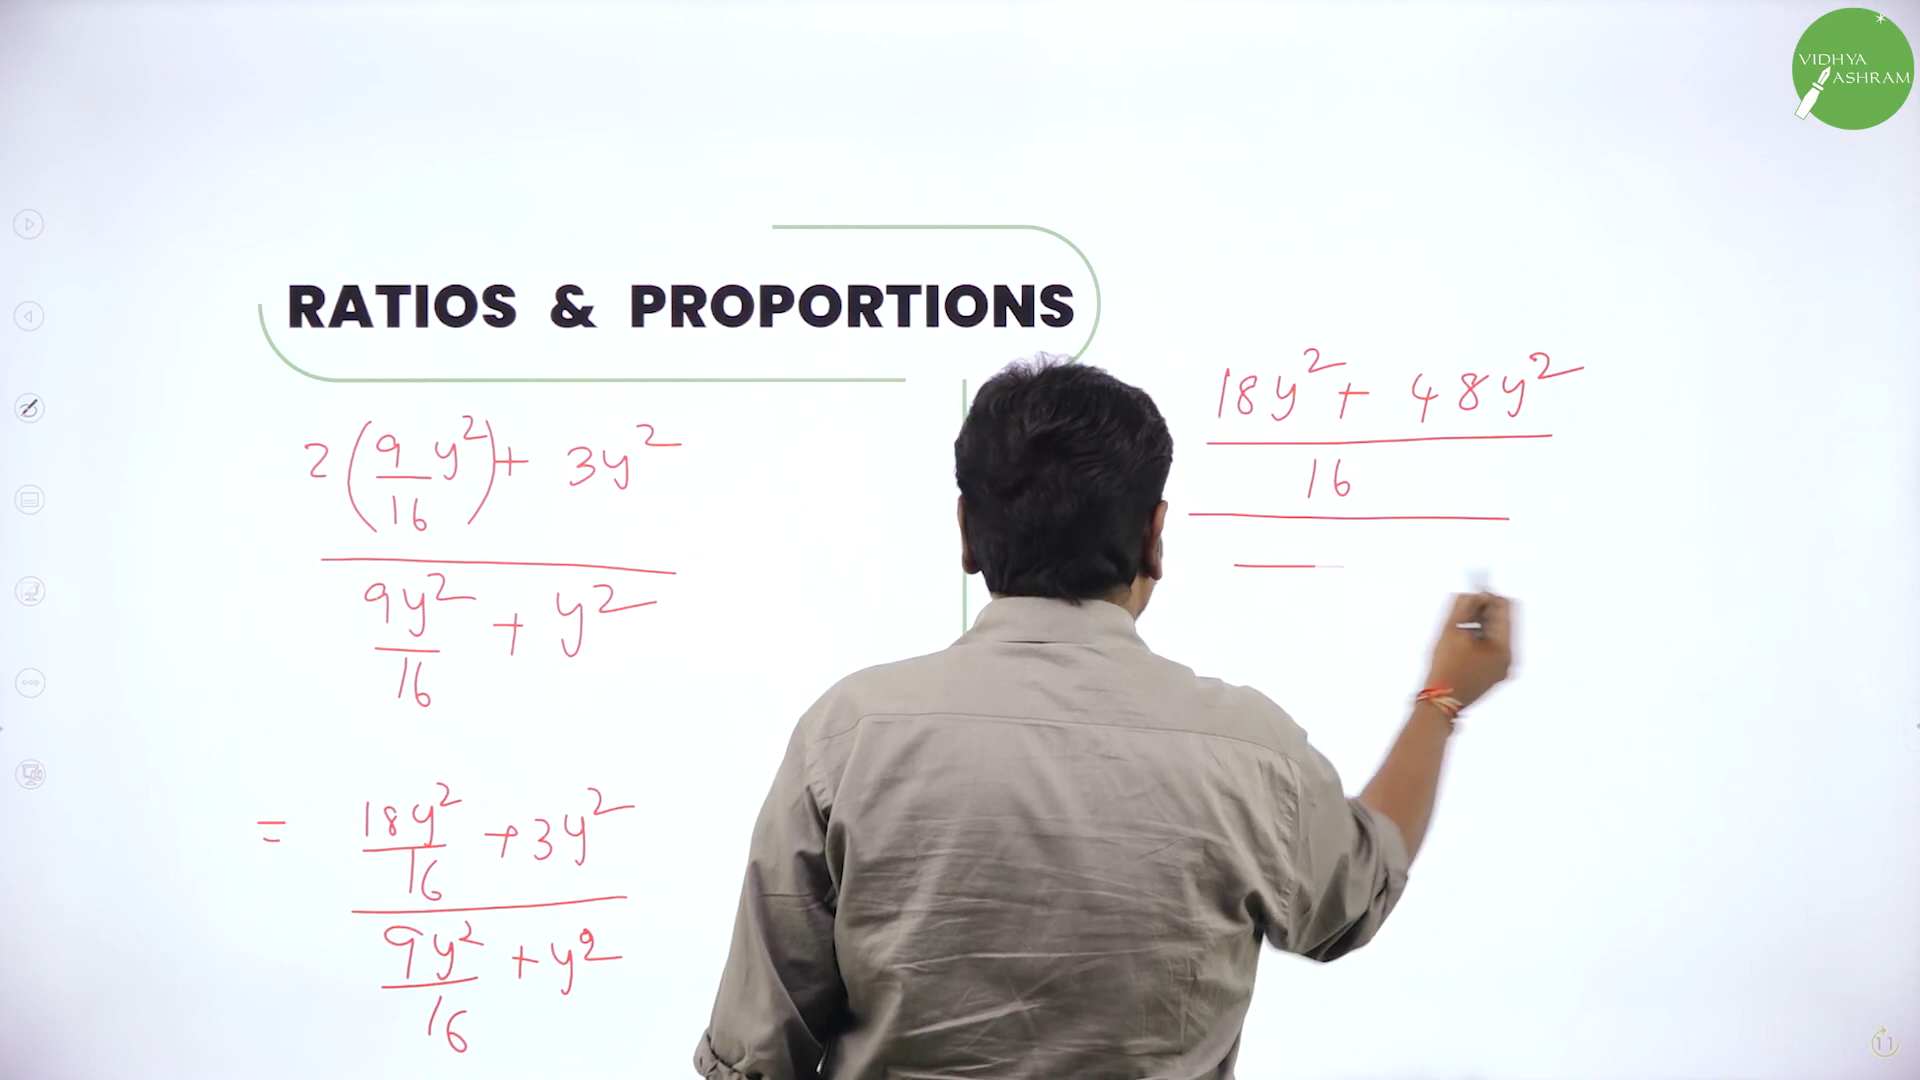 VIDHYA
ASHRAM
RATIOS & PROPORTIONS
2(9/16 y²) + 3y²
9y²/16 + y²
= 18y²/16 + 3y²
9y²/16 + y²
18y² + 48y²
16
11